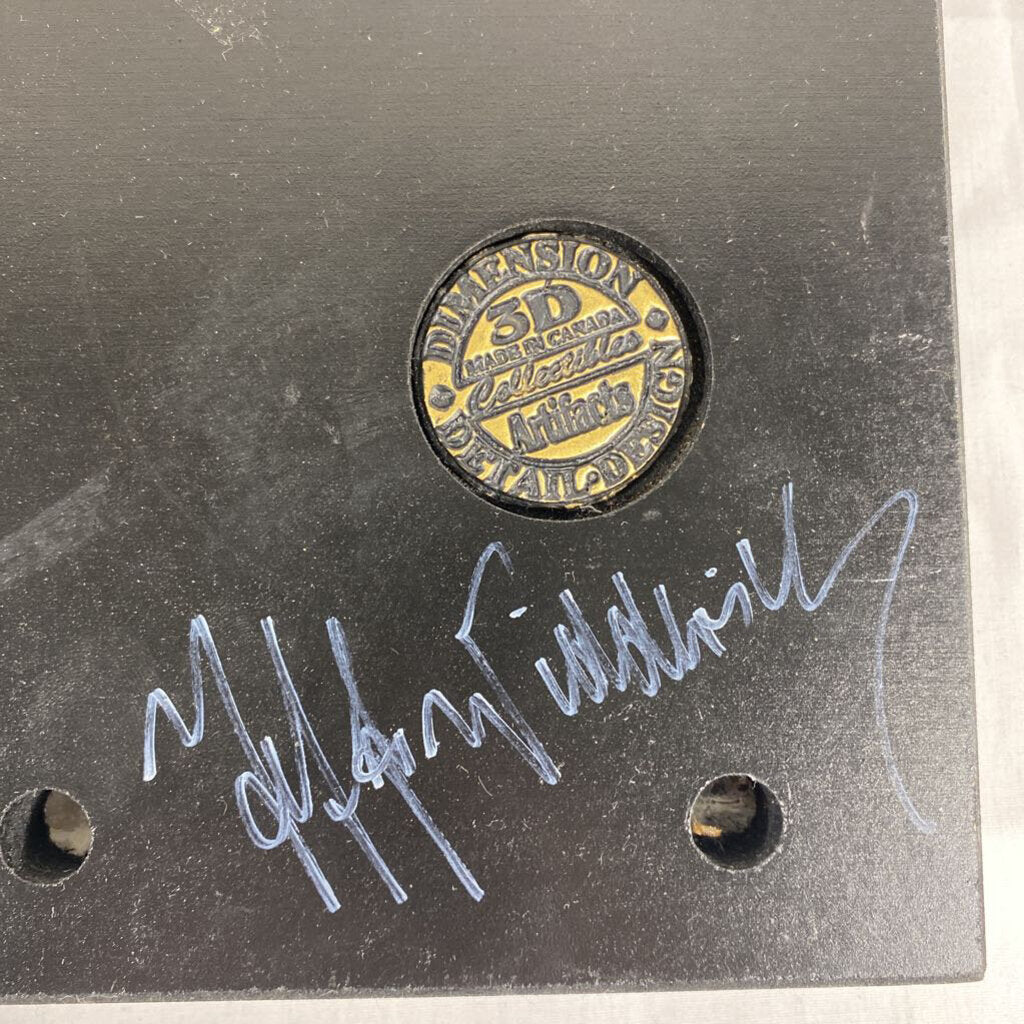 DIMENSION
3D
MADE IN CANADA
Collectibles
Artifacts
DETAIL • DESIGN